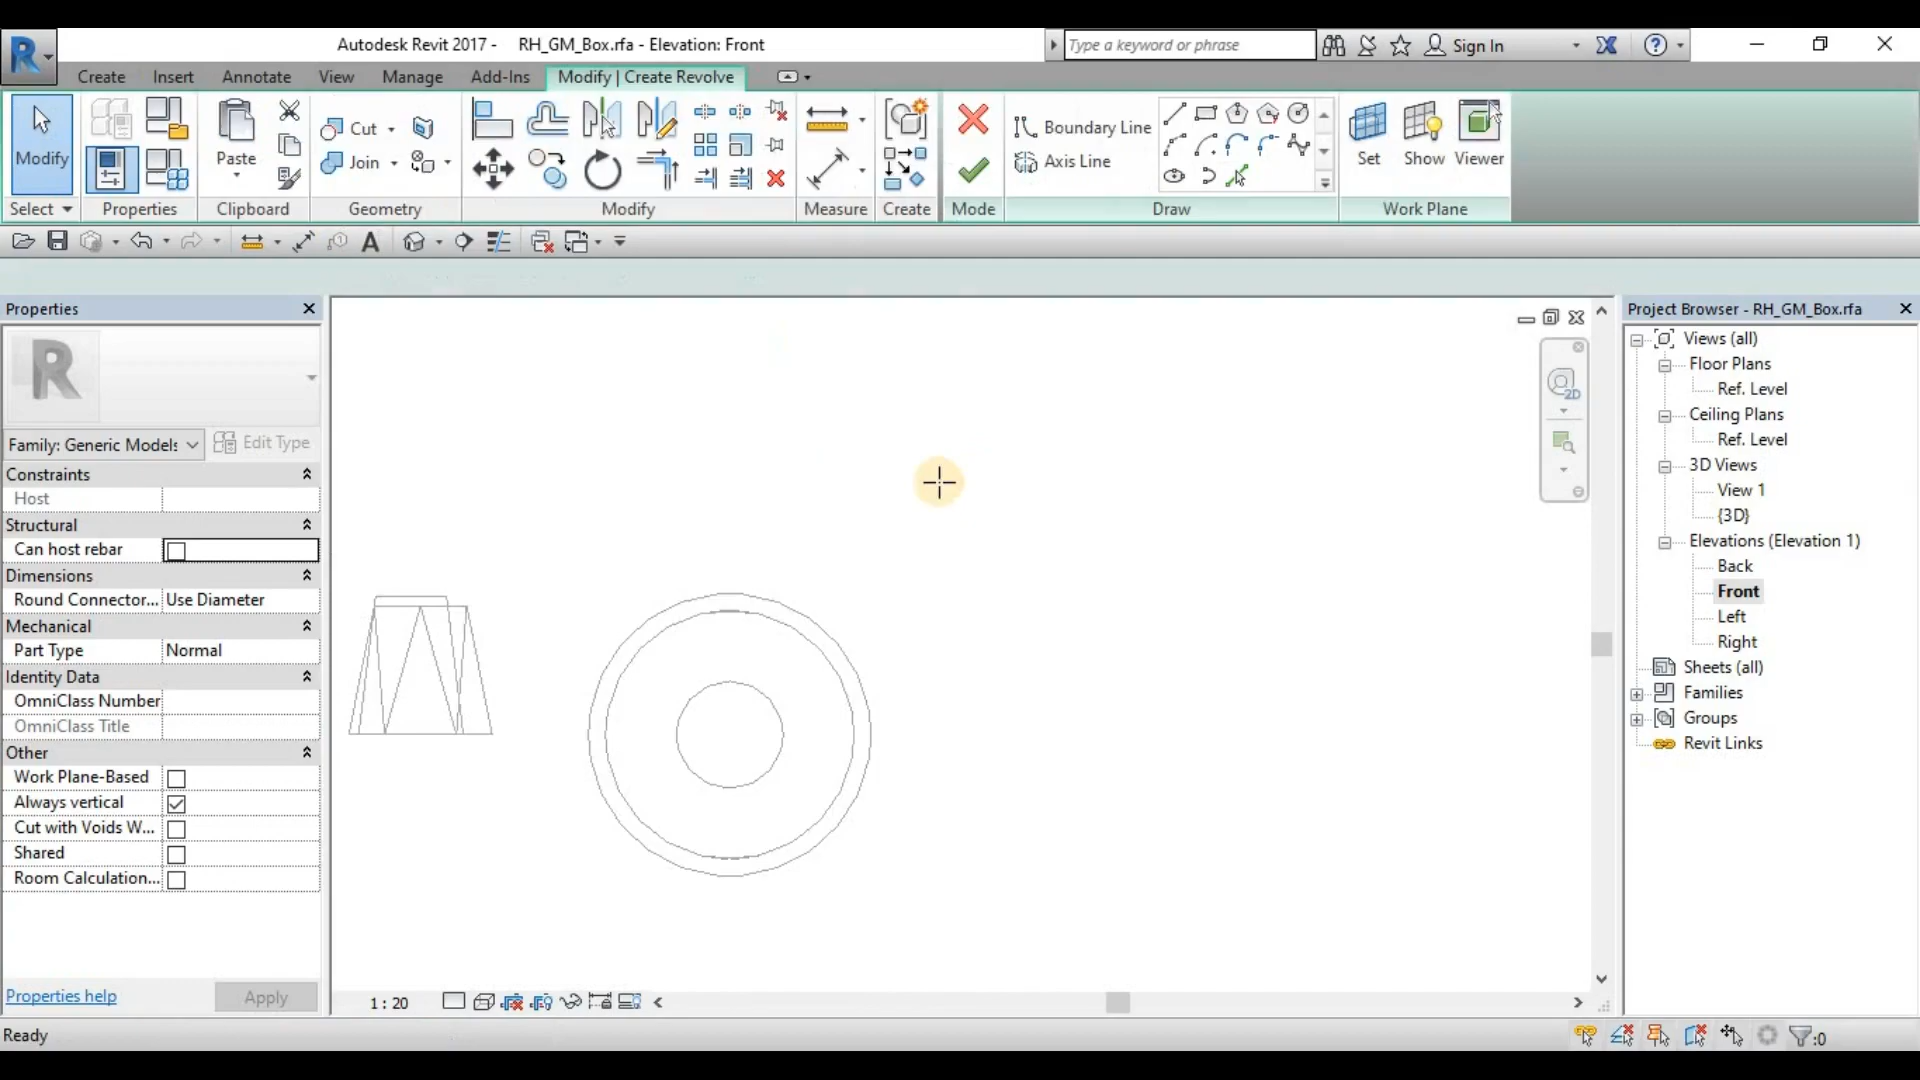 Autodesk Revit 2017 - RH_GM_Box.rfa - Elevation: Front
Type a keyword or phrase
Sign In
Create Insert Annotate View Manage Add-Ins Modify | Create Revolve
Modify
Paste
Cut
Join
Boundary Line
Axis Line
Set Show Viewer
Select Properties Clipboard Geometry Modify Measure Create Mode Draw Work Plane
Properties
R
Family: Generic Models
Edit Type
Constraints
Host
Structural
Can host rebar
Dimensions
Round Connector... Use Diameter
Mechanical
Part Type Normal
Identity Data
OmniClass Number
OmniClass Title
Other
Work Plane-Based
Always vertical
Cut with Voids W...
Shared
Room Calculation...
Properties help
Apply
2D
1 : 20
Project Browser - RH_GM_Box.rfa
Views (all)
Floor Plans
Ref. Level
Ceiling Plans
Ref. Level
3D Views
View 1
{3D}
Elevations (Elevation 1)
Back
Front
Left
Right
Sheets (all)
Families
Groups
Revit Links
Ready
:0